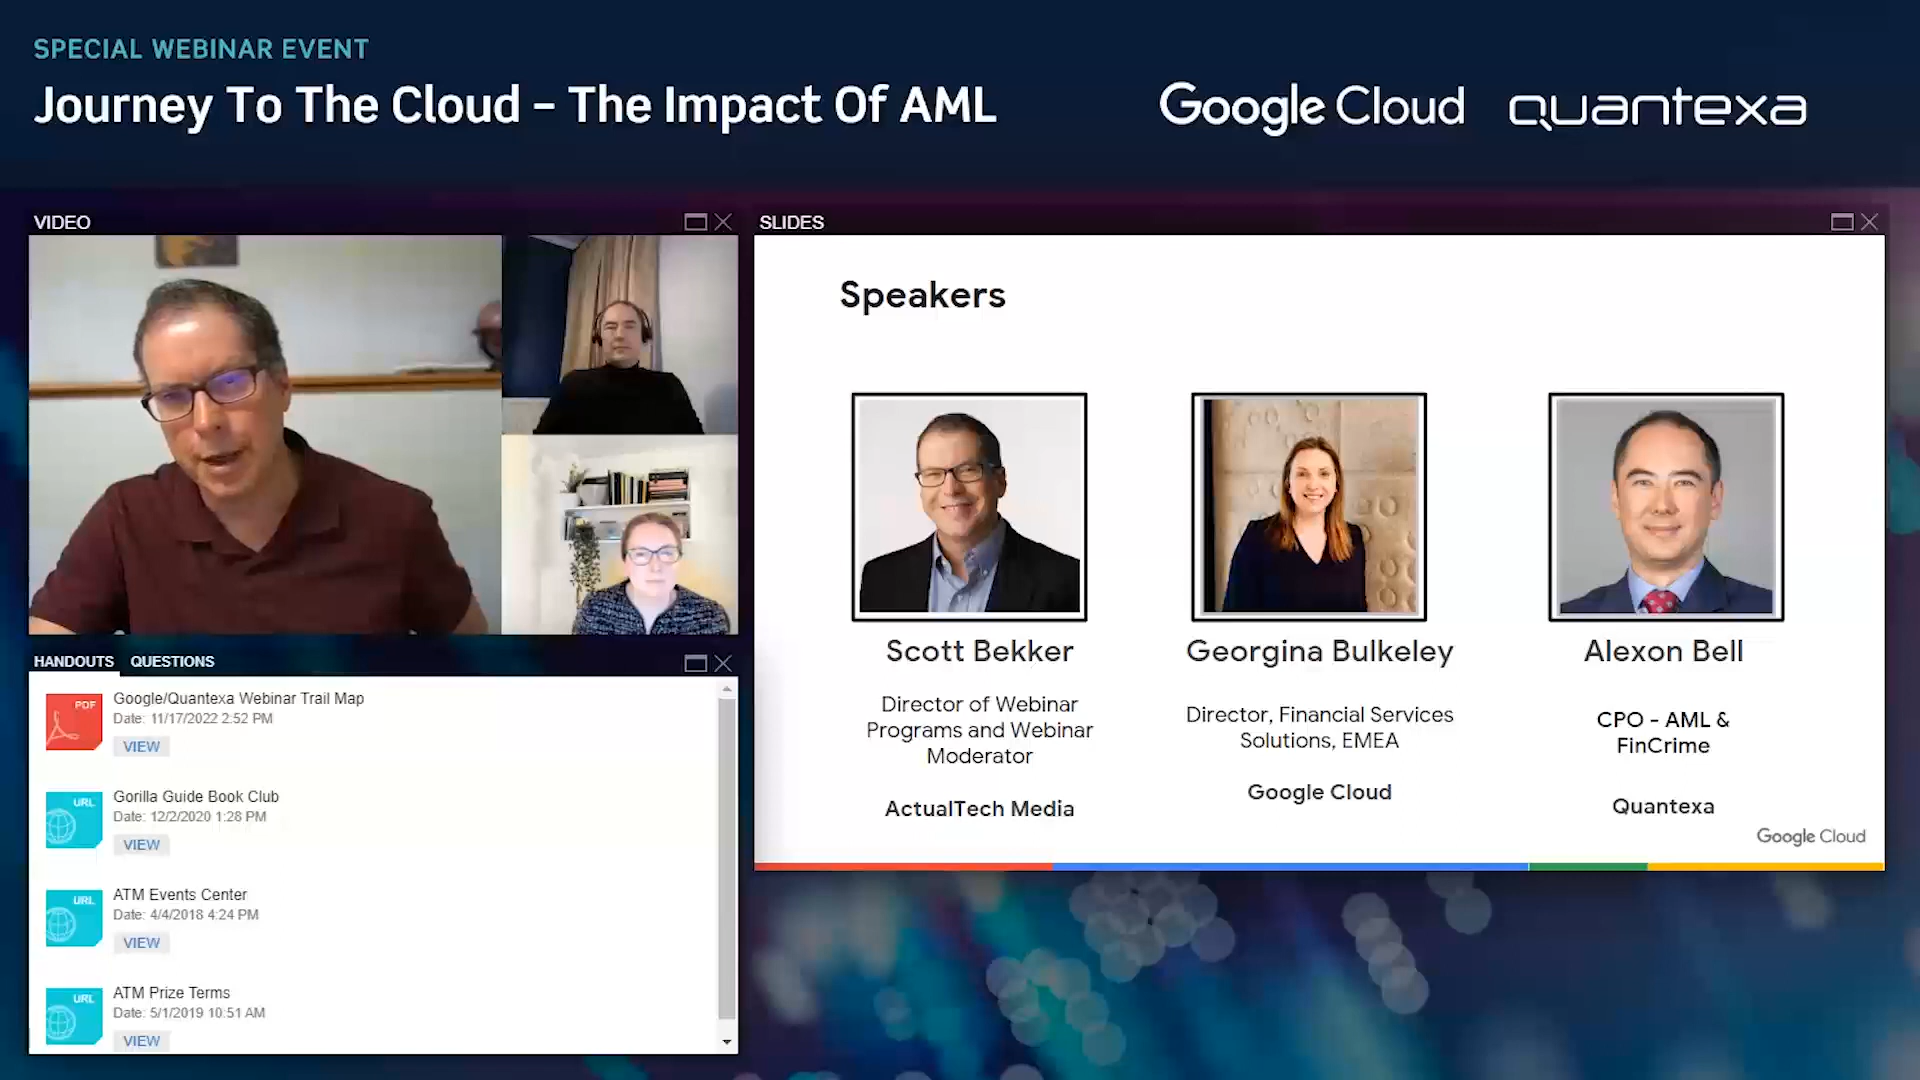 SPECIAL WEBINAR EVENT
Journey To The Cloud – The Impact Of AML
Google Cloud
quantexa
VIDEO
SLIDES
Speakers
Scott Bekker
Director of Webinar
Programs and Webinar
Moderator
ActualTech Media
Georgina Bulkeley
Director, Financial Services
Solutions, EMEA
Google Cloud
Alexon Bell
CPO - AML &
FinCrime
Quantexa
Google Cloud
HANDOUTS QUESTIONS
PDF
Google/Quantexa Webinar Trail Map
Date: 11/17/2022 2:52 PM
VIEW
URL
Gorilla Guide Book Club
Date: 12/2/2020 1:28 PM
VIEW
URL
ATM Events Center
Date: 4/4/2018 4:24 PM
VIEW
URL
ATM Prize Terms
Date: 5/1/2019 10:51 AM
VIEW